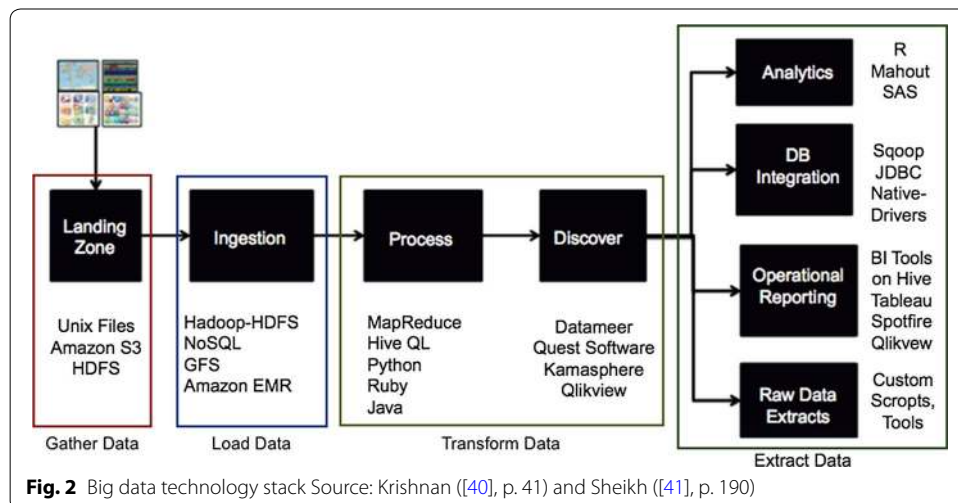 Landing
Zone
Unix Files
Amazon S3
HDFS
Gather Data
Ingestion
Hadoop-HDFS
NoSQL
GFS
Amazon EMR
Load Data
Process
MapReduce
Hive QL
Python
Ruby
Java
Discover
Datameer
Quest Software
Kamasphere
Qlikview
Transform Data
Analytics
R
Mahout
SAS
DB
Integration
Sqoop
JDBC
Native-
Drivers
Operational
Reporting
BI Tools
on Hive
Tableau
Spotfire
Qlikvew
Raw Data
Extracts
Custom
Scropts,
Tools
Extract Data
Fig. 2 Big data technology stack Source: Krishnan ([40], p. 41) and Sheikh ([41], p. 190)